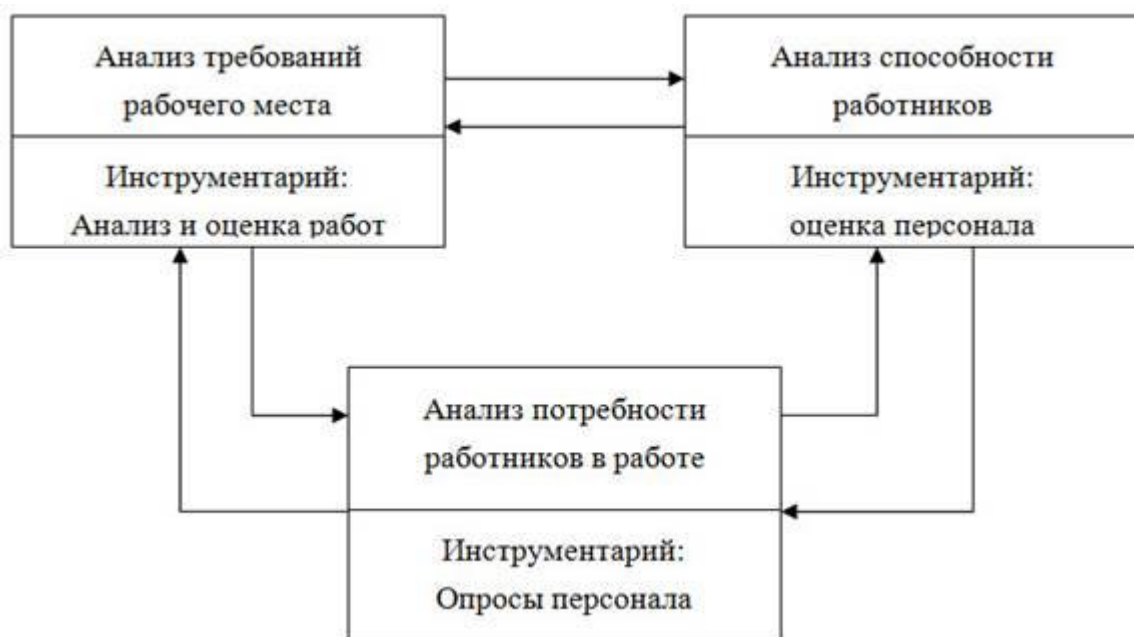 Анализ требований
рабочего места
Инструментарий:
Анализ и оценка работ
Анализ способности
работников
Инструментарий:
оценка персонала
Анализ потребности
работников в работе
Инструментарий:
Опросы персонала